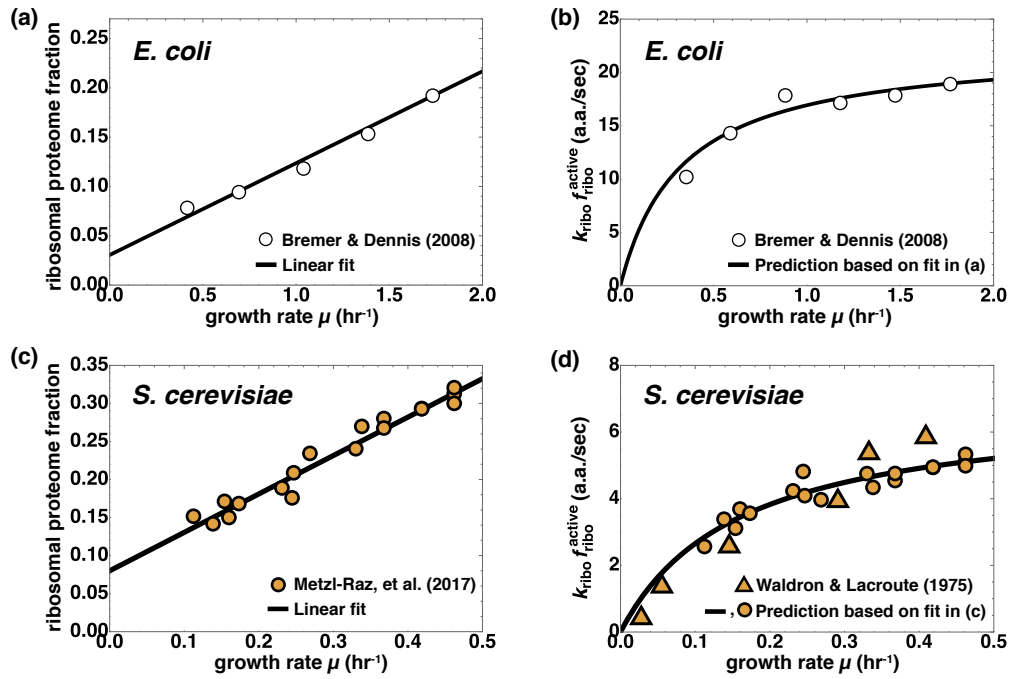 (a)
ribosomal proteome fraction
0.25
0.20
0.15
0.10
0.05
0.00
E. coli
Bremer & Dennis (2008)
Linear fit
0.0 0.5 1.0 1.5 2.0
growth rate μ (hr⁻¹)
(b)
k_ribo f_ribo^active (a.a./sec)
25
20
15
10
5
0
E. coli
Bremer & Dennis (2008)
Prediction based on fit in (a)
0.0 0.5 1.0 1.5 2.0
growth rate μ (hr⁻¹)
(c)
ribosomal proteome fraction
0.35
0.30
0.25
0.20
0.15
0.10
0.05
0.00
S. cerevisiae
Metzl-Raz, et al. (2017)
Linear fit
0.0 0.1 0.2 0.3 0.4 0.5
growth rate μ (hr⁻¹)
(d)
k_ribo f_ribo^active (a.a./sec)
8
6
4
2
0
S. cerevisiae
Waldron & Lacroute (1975)
, Prediction based on fit in (c)
0.0 0.1 0.2 0.3 0.4 0.5
growth rate μ (hr⁻¹)